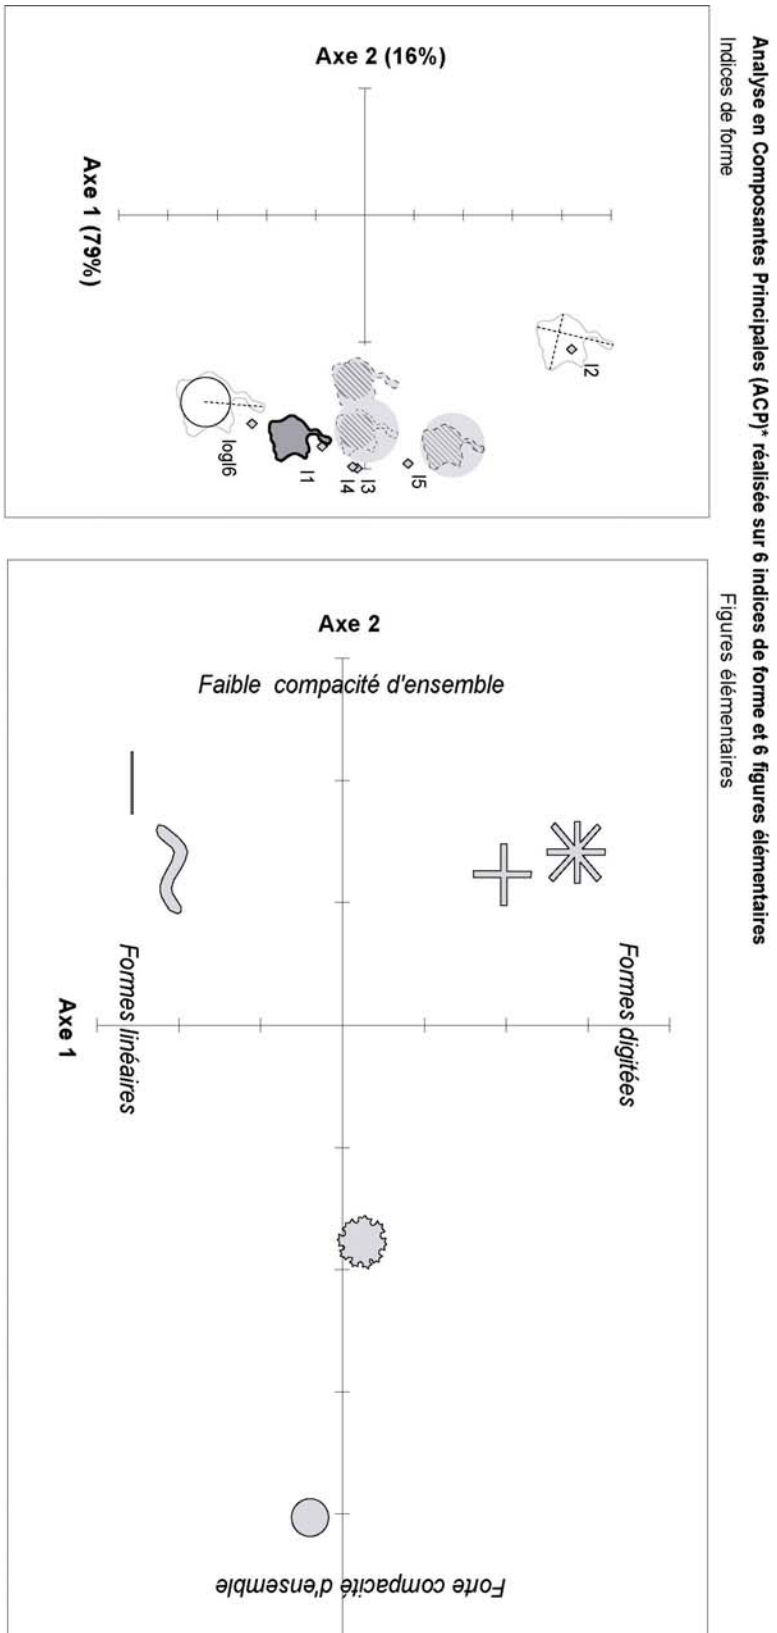 Analyse en Composantes Principales (ACP)* réalisée sur 6 indices de forme et 6 figures élémentaires
Indices de forme
Axe 2 (16%)
Axe 1 (79%)
I2
I5
I3
I4
I1
logI6
Figures élémentaires
Axe 2
Faible compacité d'ensemble
Formes digitées
Formes linéaires
Axe 1
Forte compacité d'ensemble